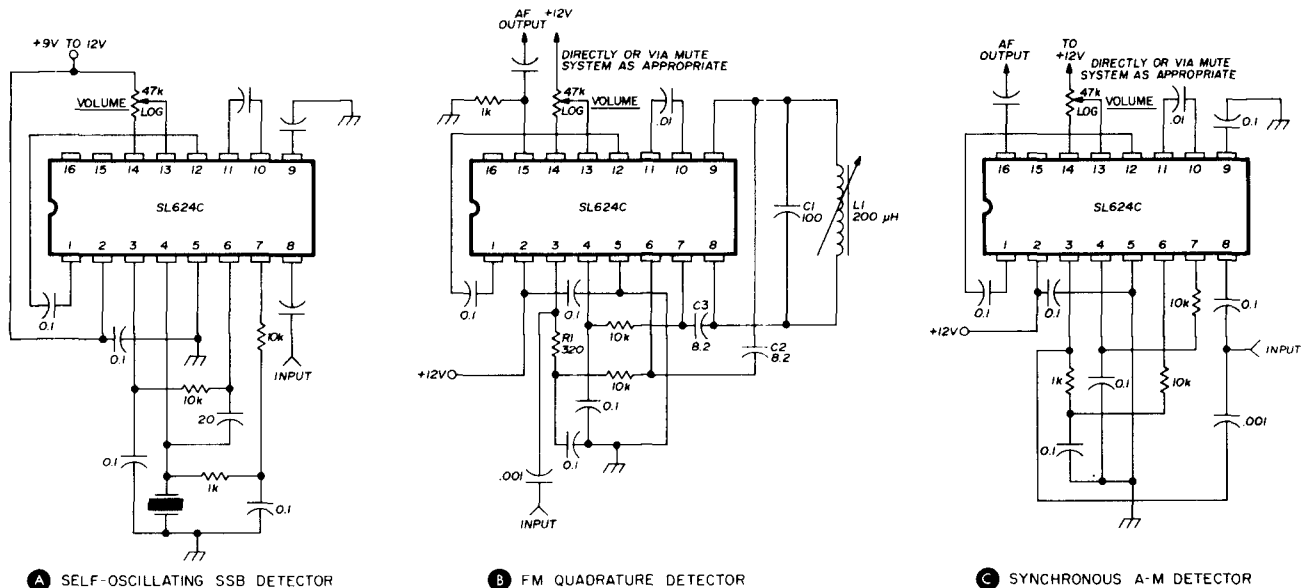 +9V TO 12V
47k
LOG
VOLUME
16 15 14 13 12 11 10 9
SL624C
1 2 3 4 5 6 7 8
0.1
0.1
10k
INPUT
10k
20
0.1
1k
0.1
A SELF-OSCILLATING SSB DETECTOR
AF
OUTPUT
+12V
DIRECTLY OR VIA MUTE
SYSTEM AS APPROPRIATE
1k
47k
LOG
VOLUME
.01
16 15 14 13 12 11 10 9
SL624C
C1
100
L1
200 μH
1 2 3 4 5 6 7 8
0.1
0.1
R1
320
10k
C3
8.2
C2
8.2
+12V
10k
0.1
0.1
.001
INPUT
B FM QUADRATURE DETECTOR
AF
OUTPUT
TO
+12V
DIRECTLY OR VIA MUTE
SYSTEM AS APPROPRIATE
47k
LOG
VOLUME
.01
0.1
16 15 14 13 12 11 10 9
SL624C
1 2 3 4 5 6 7 8
0.1
0.1
10k
0.1
+12V
INPUT
1k
0.1
10k
.001
0.1
C SYNCHRONOUS A-M DETECTOR